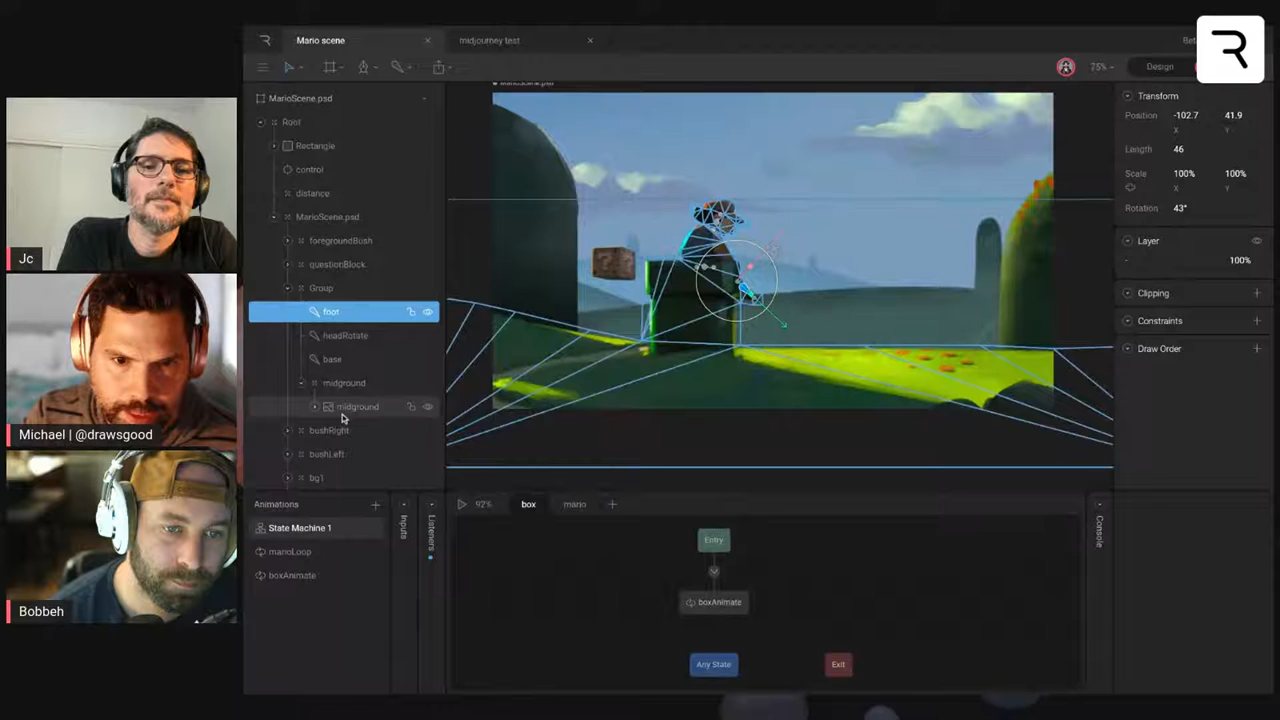 Mario scene
midjourney test
Bet
75%
Design
MarioScene.psd
MarioScene.psd
Root
Rectangle
control
distance
MarioScene.psd
foregroundBush
questionBlock
Group
foot
headRotate
base
midground
midground
bushRight
bushLeft
bg1
Transform
Position
-102.7
41.9
X
Y
Length
46
Scale
100%
100%
X
Y
Rotation
43°
Layer
100%
Clipping
Constraints
Draw Order
Jc
Michael | @drawsgood
Bobbeh
Animations
State Machine 1
marioLoop
boxAnimate
Inputs
Listeners
92%
box
mario
Entry
boxAnimate
Any State
Exit
Console